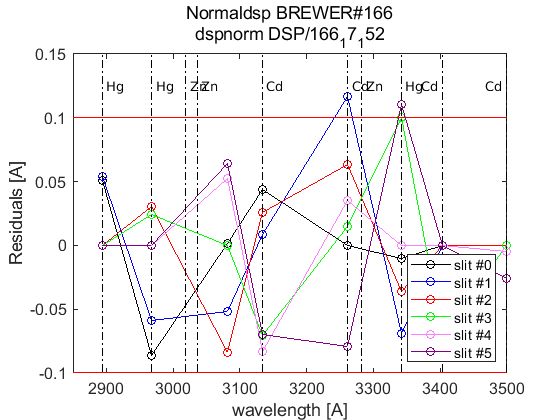 Normaldsp BREWER#166
dspnorm DSP/166₁7₁52
Hg Hg Zn Zn Cd Cd Zn Hg Cd Cd
0.15
0.1
0.05
0
-0.05
-0.1
Residuals [A]
slit #0
slit #1
slit #2
slit #3
slit #4
slit #5
2900 3000 3100 3200 3300 3400 3500
wavelength [A]